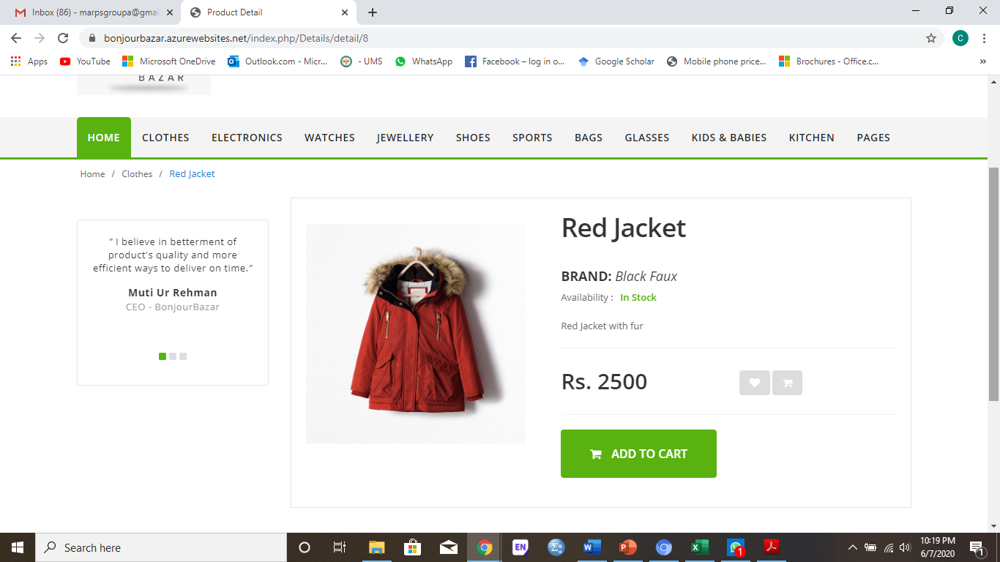 Inbox (86) - marpsgroupa@gmai
Product Detail
bonjourbazar.azurewebsites.net/index.php/Details/detail/8
C
Apps YouTube Microsoft OneDrive Outlook.com - Micr... - UMS WhatsApp Facebook – log in o... Google Scholar Mobile phone price... Brochures - Office.c... »
BAZAR
HOME CLOTHES ELECTRONICS WATCHES JEWELLERY SHOES SPORTS BAGS GLASSES KIDS & BABIES KITCHEN PAGES
Home / Clothes / Red Jacket
" I believe in betterment of
product's quality and more
efficient ways to deliver on time."
Muti Ur Rehman
CEO - BonjourBazar
Red Jacket
BRAND: Black Faux
Availability : In Stock
Red Jacket with fur
Rs. 2500
ADD TO CART
Search here
EN
1
10:19 PM
6/7/2020
1